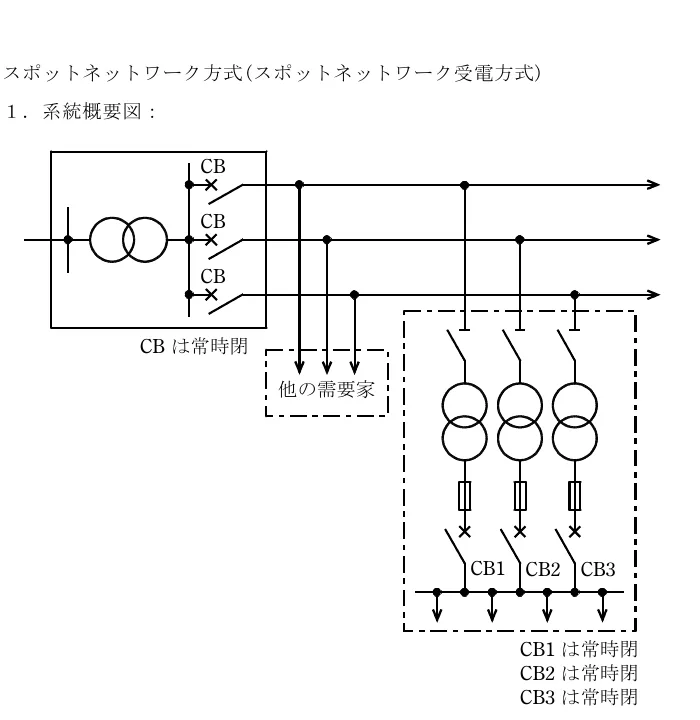 スポットネットワーク方式(スポットネットワーク受電方式)
１．系統概要図：
CB
CB
CB
CB は常時閉
他の需要家
CB1
CB2
CB3
CB1 は常時閉
CB2 は常時閉
CB3 は常時閉